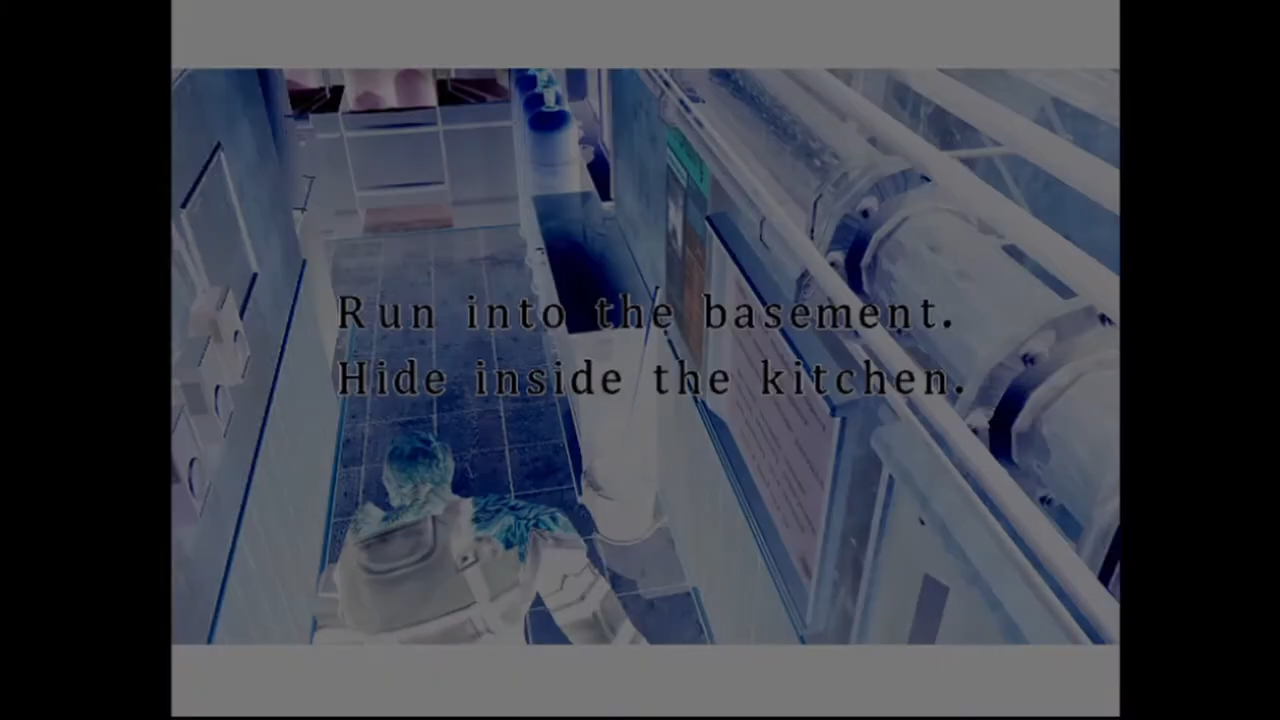 Run into the basement.
Hide inside the kitchen.